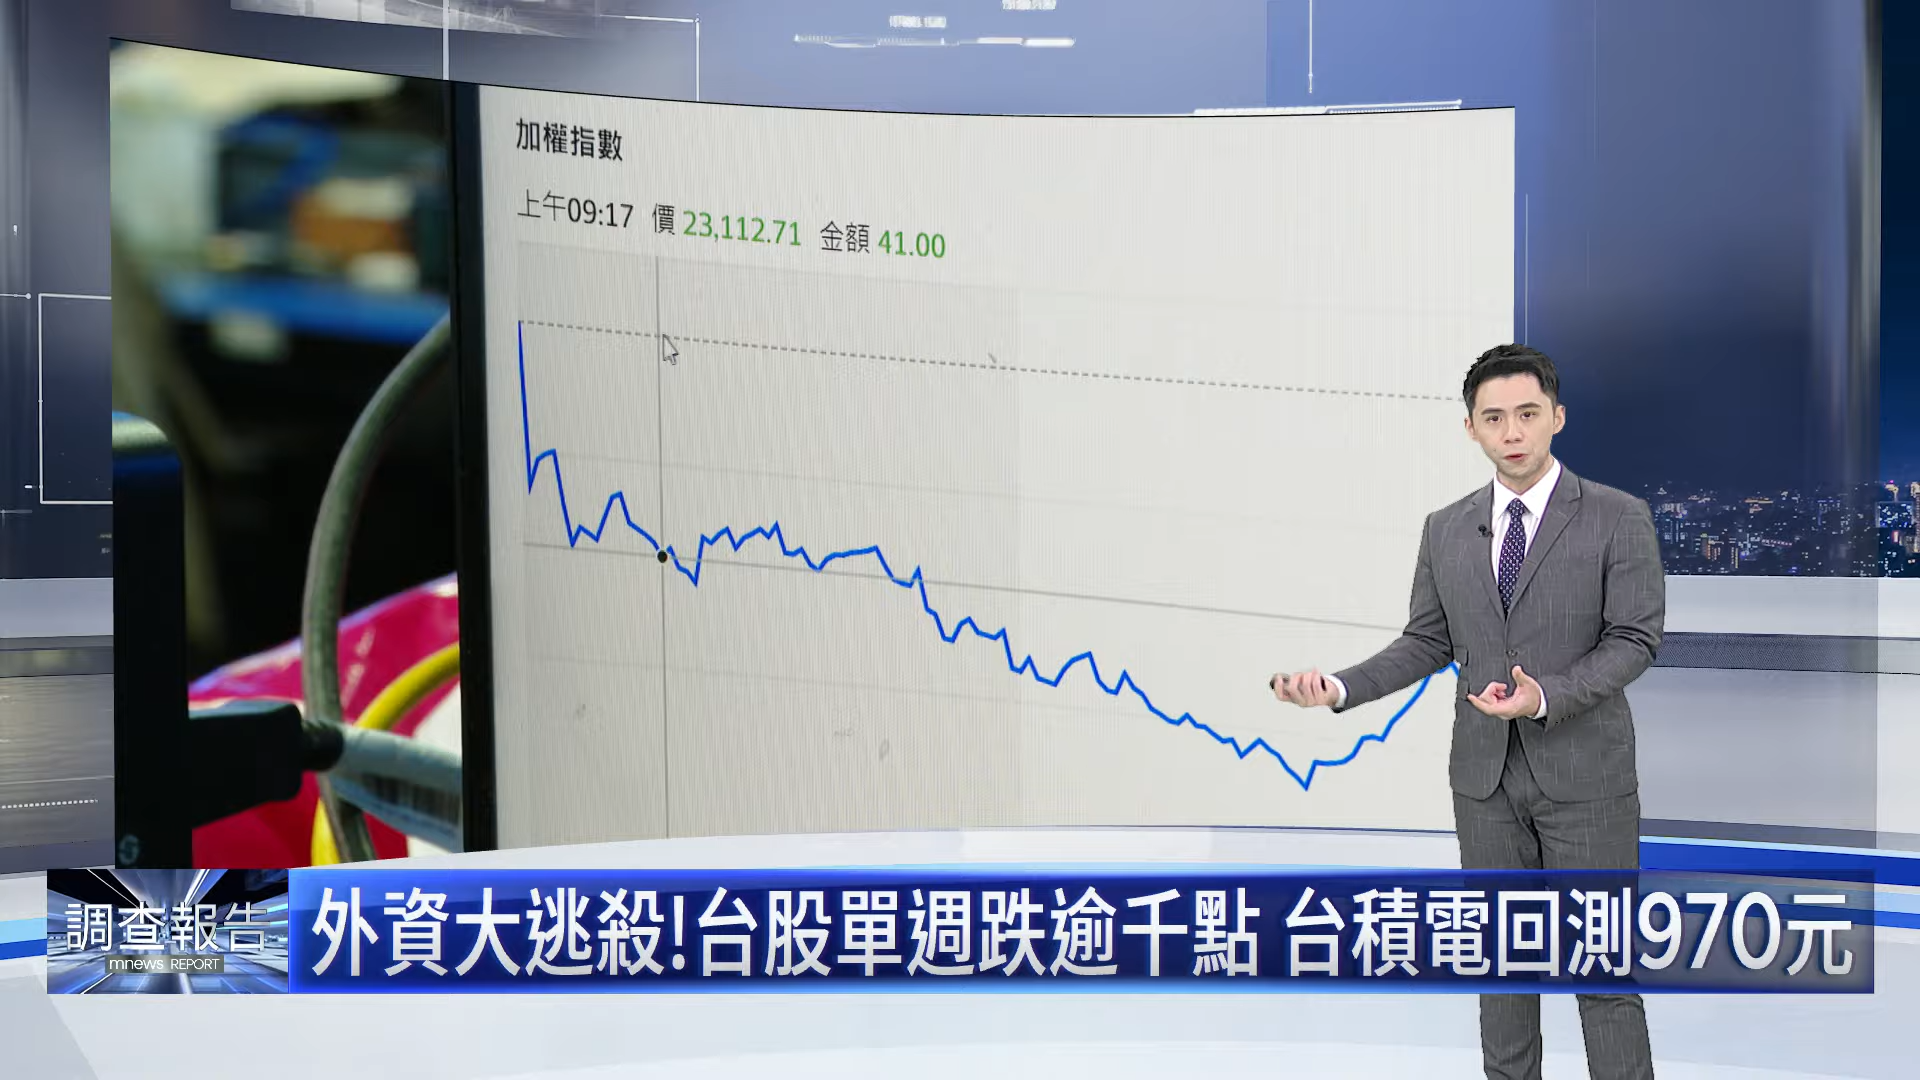 加權指數
上午09:17 價 23,112.71 金額 41.00
調查報告
mnews REPORT
外資大逃殺!台股單週跌逾千點 台積電回測970元